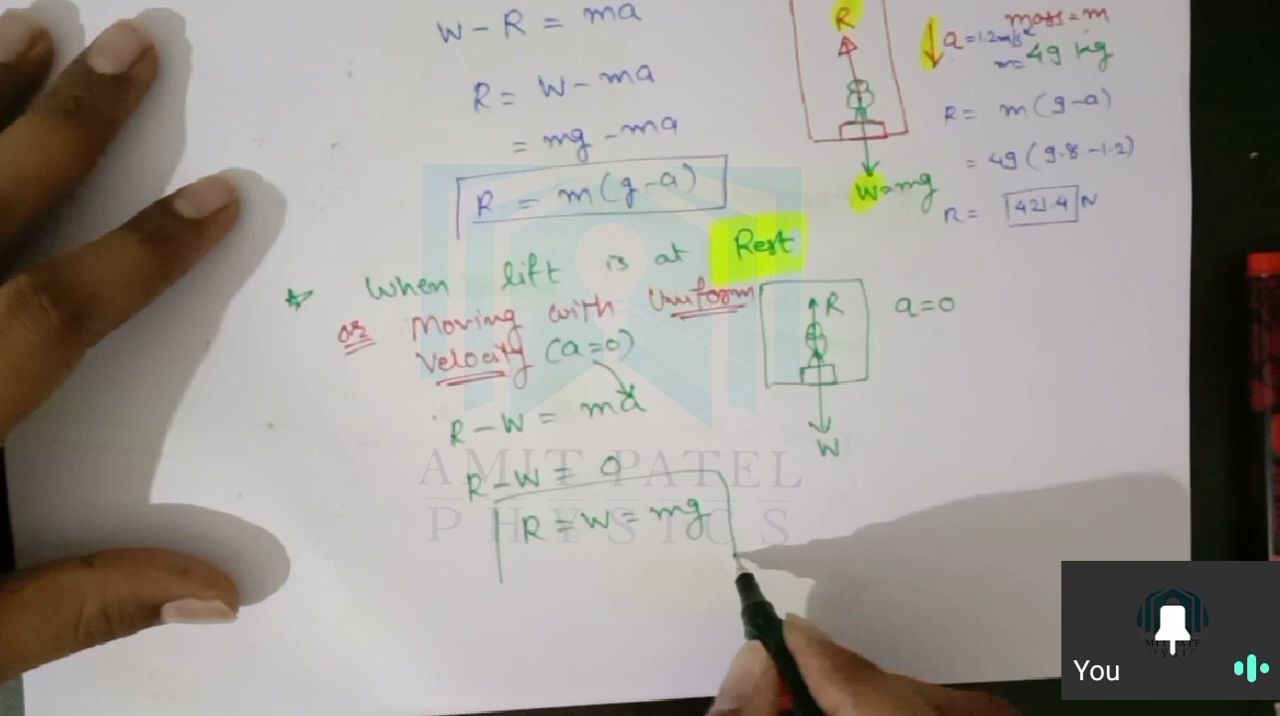 W - R = ma
R = W - ma
= mg - ma
R = m(g-a)
R
a = 1.2 m/s²
mass = m
m = 49 kg
R = m(g-a)
= 49(9.8-1.2)
R = 421.4 N
W=mg
When lift is at Rest
or Moving with Uniform
Velocity (a=0)
R
a=0
W
R - W = ma
R - W = 0
R = W = mg
AMIT PATEL
PHYSICS
You